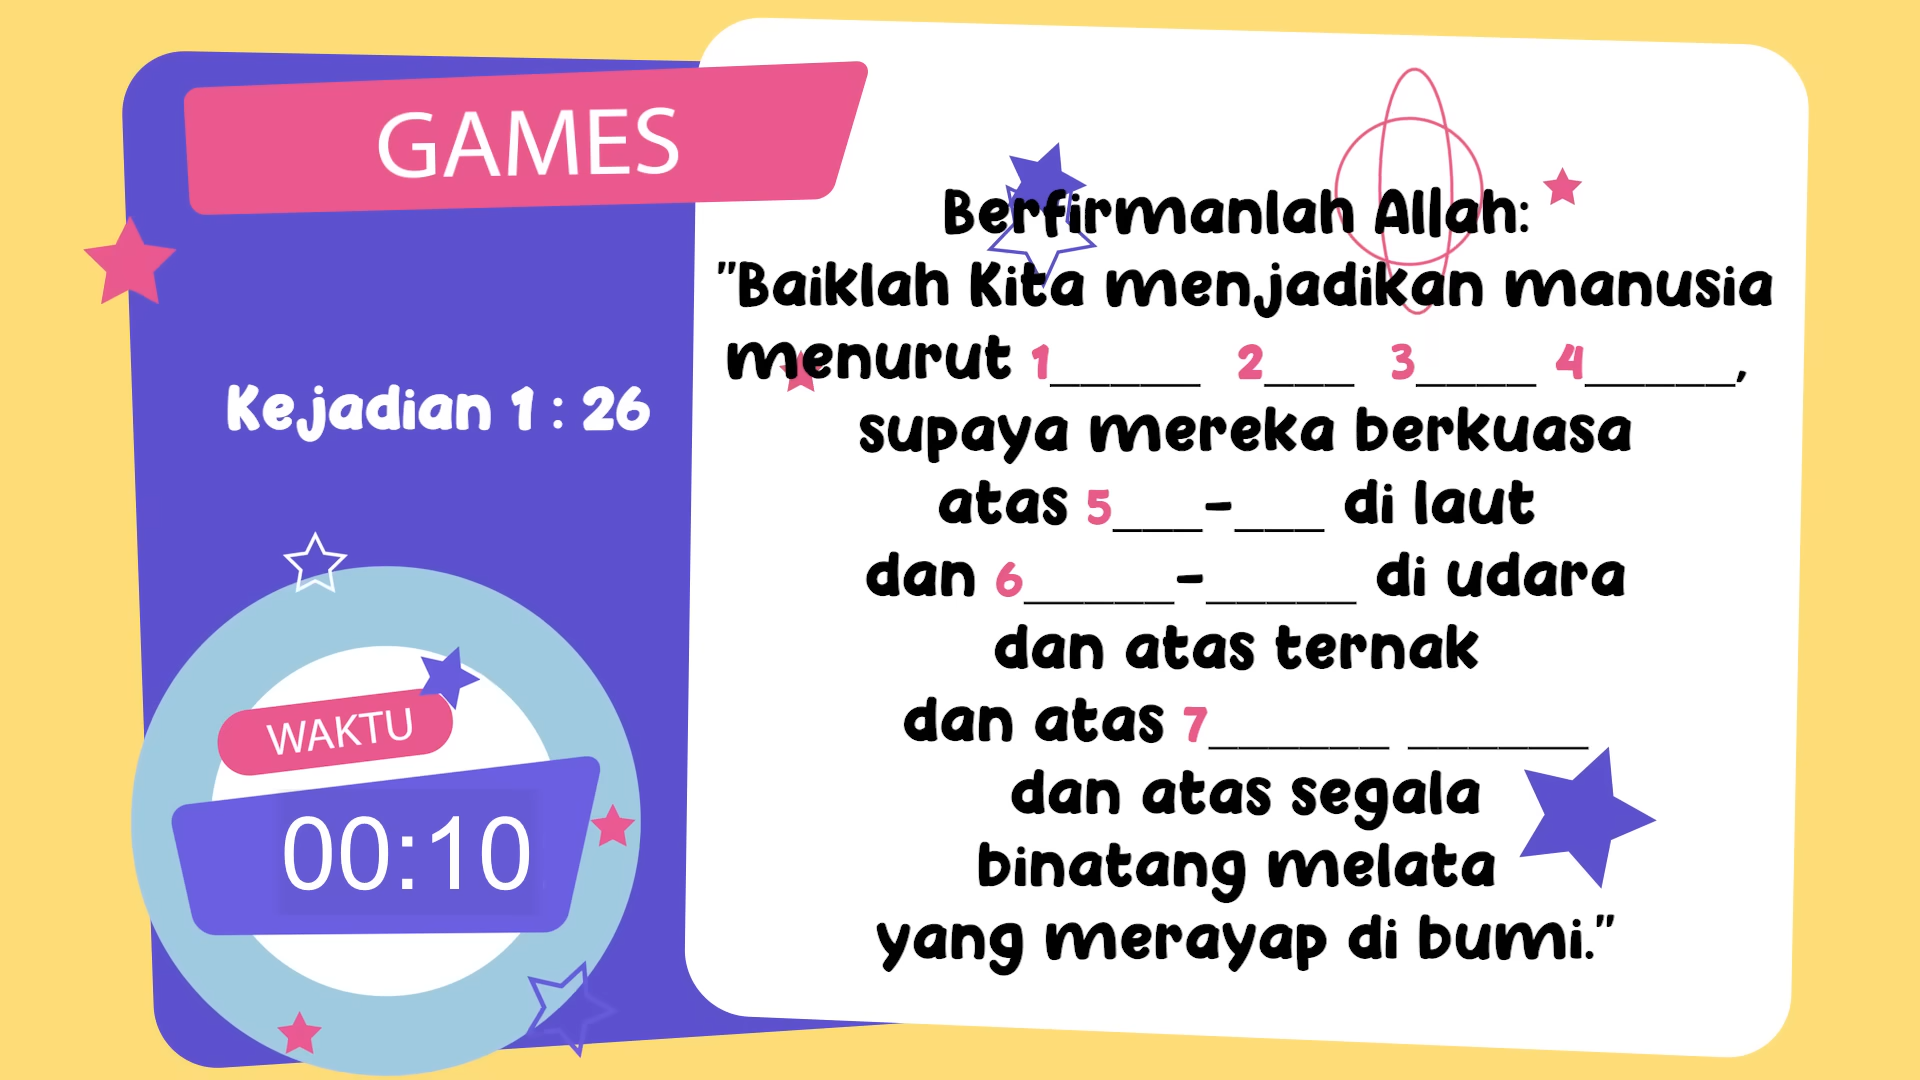 GAMES
Kejadian 1 : 26
WAKTU
00:10
Berfirmanlah Allah:
"Baiklah Kita menjadikan manusia
menurut 1_____ 2___ 3____ 4_____,
supaya mereka berkuasa
atas 5___-___ di laut
dan 6_____-_____ di udara
dan atas ternak
dan atas 7______ ______
dan atas segala
binatang melata
yang merayap di bumi."